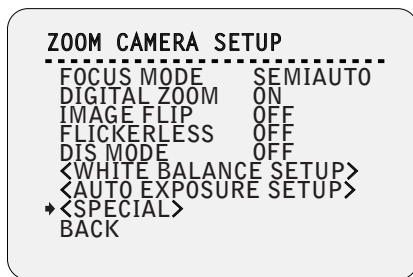 ZOOM CAMERA SETUP
FOCUS MODE SEMIAUTO
DIGITAL ZOOM ON
IMAGE FLIP OFF
FLICKERLESS OFF
DIS MODE OFF
<WHITE BALANCE SETUP>
<AUTO EXPOSURE SETUP>
<SPECIAL>
BACK